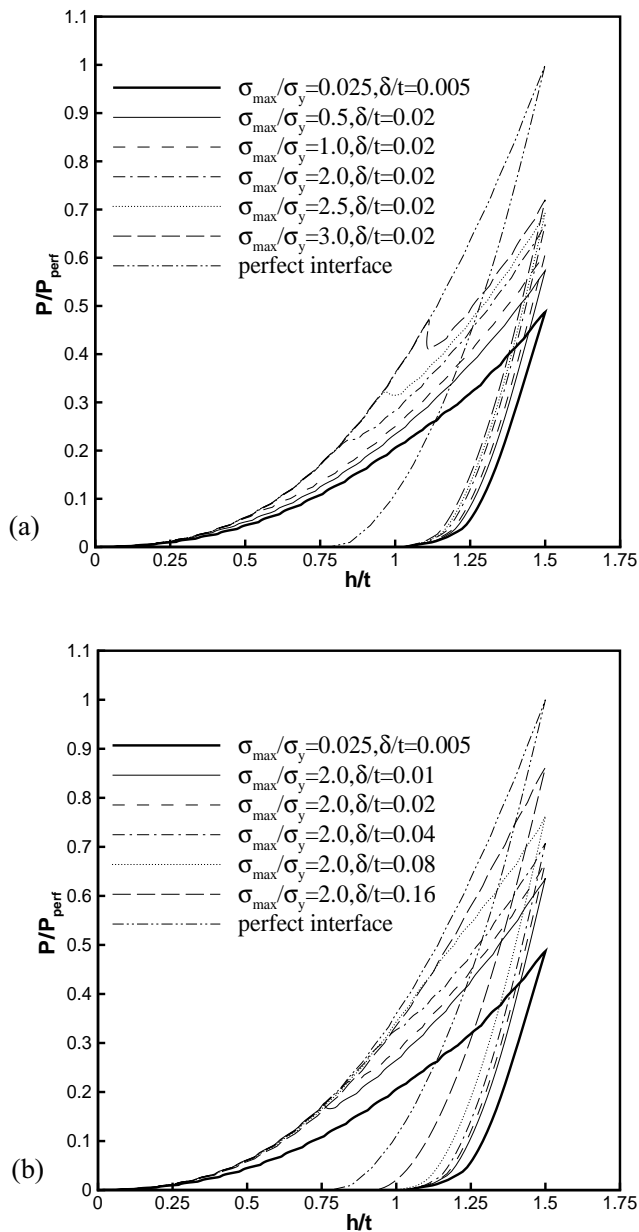 1.1
1
0.9
0.8
0.7
0.6
0.5
0.4
0.3
0.2
0.1
0
P/Pperf
σmax/σy=0.025,δ/t=0.005
σmax/σy=0.5,δ/t=0.02
σmax/σy=1.0,δ/t=0.02
σmax/σy=2.0,δ/t=0.02
σmax/σy=2.5,δ/t=0.02
σmax/σy=3.0,δ/t=0.02
perfect interface
(a)
0.25 0.5 0.75 1 1.25 1.5 1.75
h/t
1.1
1
0.9
0.8
0.7
0.6
0.5
0.4
0.3
0.2
0.1
0
P/Pperf
σmax/σy=0.025,δ/t=0.005
σmax/σy=2.0,δ/t=0.01
σmax/σy=2.0,δ/t=0.02
σmax/σy=2.0,δ/t=0.04
σmax/σy=2.0,δ/t=0.08
σmax/σy=2.0,δ/t=0.16
perfect interface
(b)
0 0.25 0.5 0.75 1 1.25 1.5 1.75
h/t